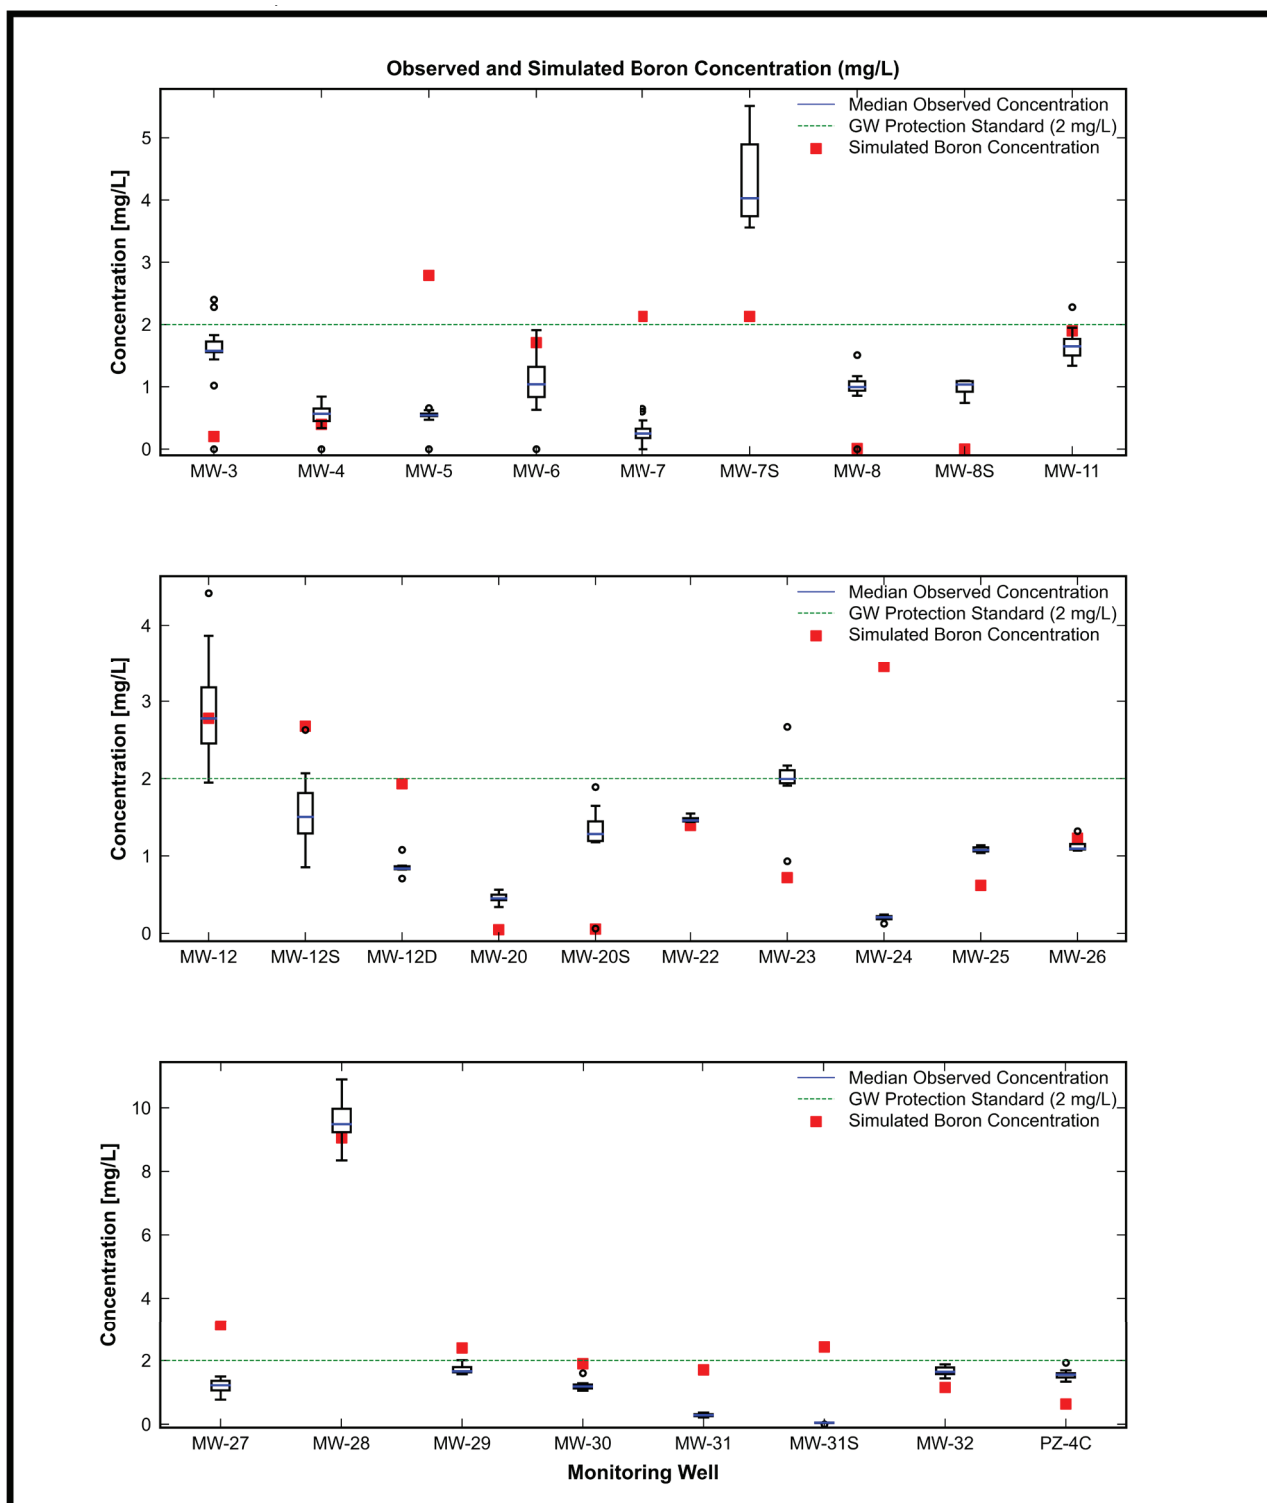 Observed and Simulated Boron Concentration (mg/L)
Median Observed Concentration
GW Protection Standard (2 mg/L)
Simulated Boron Concentration
Concentration [mg/L]
5
4
3
2
1
0
MW-3 MW-4 MW-5 MW-6 MW-7 MW-7S MW-8 MW-8S MW-11
Median Observed Concentration
GW Protection Standard (2 mg/L)
Simulated Boron Concentration
Concentration [mg/L]
4
3
2
1
0
MW-12 MW-12S MW-12D MW-20 MW-20S MW-22 MW-23 MW-24 MW-25 MW-26
Median Observed Concentration
GW Protection Standard (2 mg/L)
Simulated Boron Concentration
Concentration [mg/L]
10
8
6
4
2
0
MW-27 MW-28 MW-29 MW-30 MW-31 MW-31S MW-32 PZ-4C
Monitoring Well